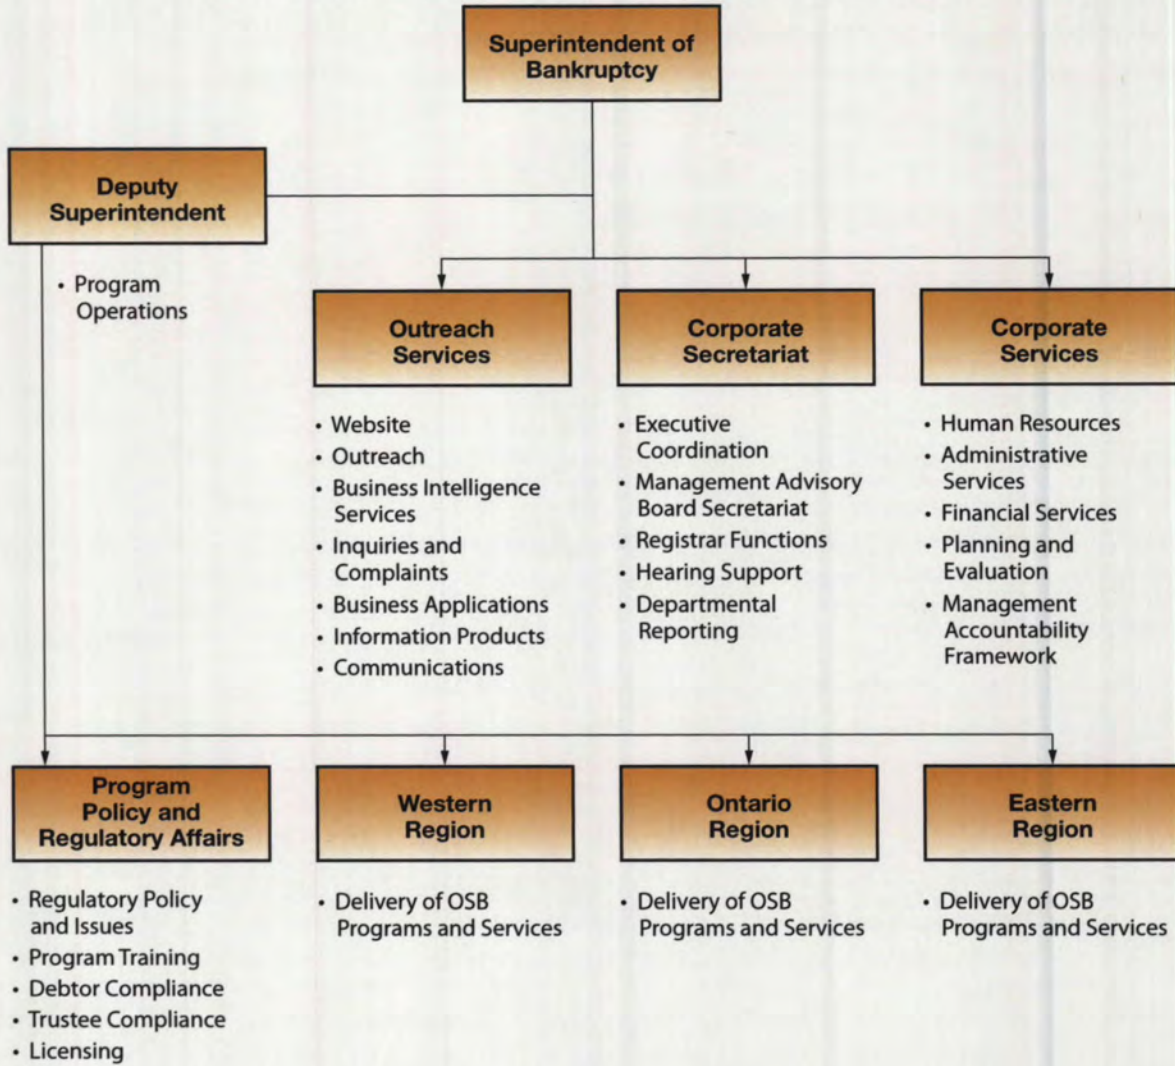 Superintendent of
Bankruptcy
Deputy
Superintendent
• Program
Operations
Outreach
Services
• Website
• Outreach
• Business Intelligence
Services
• Inquiries and
Complaints
• Business Applications
• Information Products
• Communications
Corporate
Secretariat
• Executive
Coordination
• Management Advisory
Board Secretariat
• Registrar Functions
• Hearing Support
• Departmental
Reporting
Corporate
Services
• Human Resources
• Administrative
Services
• Financial Services
• Planning and
Evaluation
• Management
Accountability
Framework
Program
Policy and
Regulatory Affairs
• Regulatory Policy
and Issues
• Program Training
• Debtor Compliance
• Trustee Compliance
• Licensing
Western
Region
• Delivery of OSB
Programs and Services
Ontario
Region
• Delivery of OSB
Programs and Services
Eastern
Region
• Delivery of OSB
Programs and Services